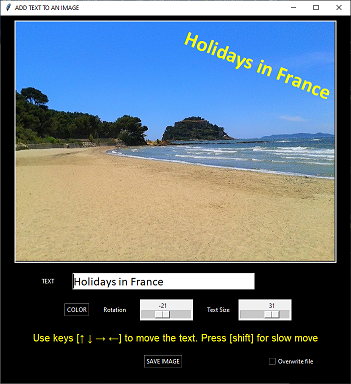 ADD TEXT TO AN IMAGE
Holidays in France
TEXT
Holidays in France
COLOR
Rotation
-21
Text Size
31
Use keys [↑ ↓ → ←] to move the text. Press [shift] for slow move
SAVE IMAGE
Overwrite file